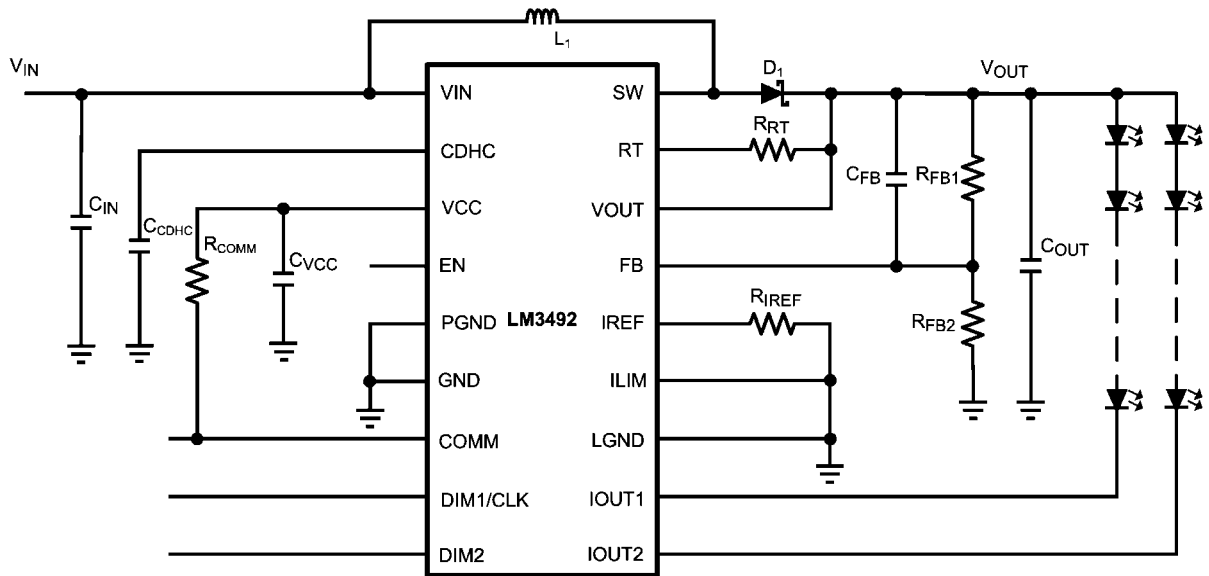 L1
VIN
D1
VOUT
VIN
SW
RRT
CDHC
RT
CFB
RFB1
CIN
CCDHC
RCOMM
VCC
VOUT
CVCC
EN
FB
COUT
RIREF
PGND
LM3492
IREF
RFB2
GND
ILIM
COMM
LGND
DIM1/CLK
IOUT1
DIM2
IOUT2